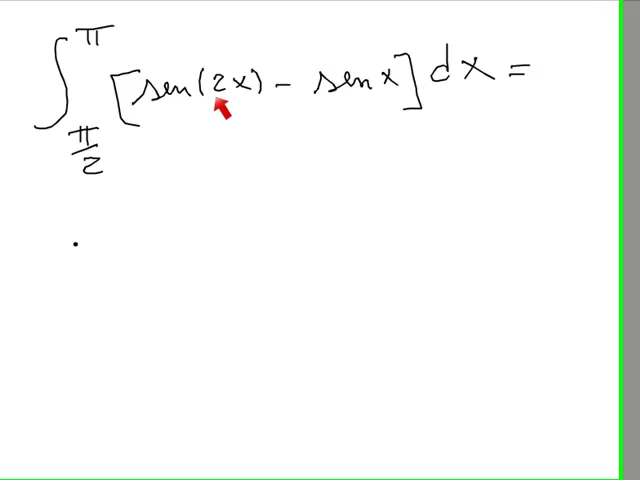 ∫_{π/2}^{π} [sen(2x) - sen x] dx =